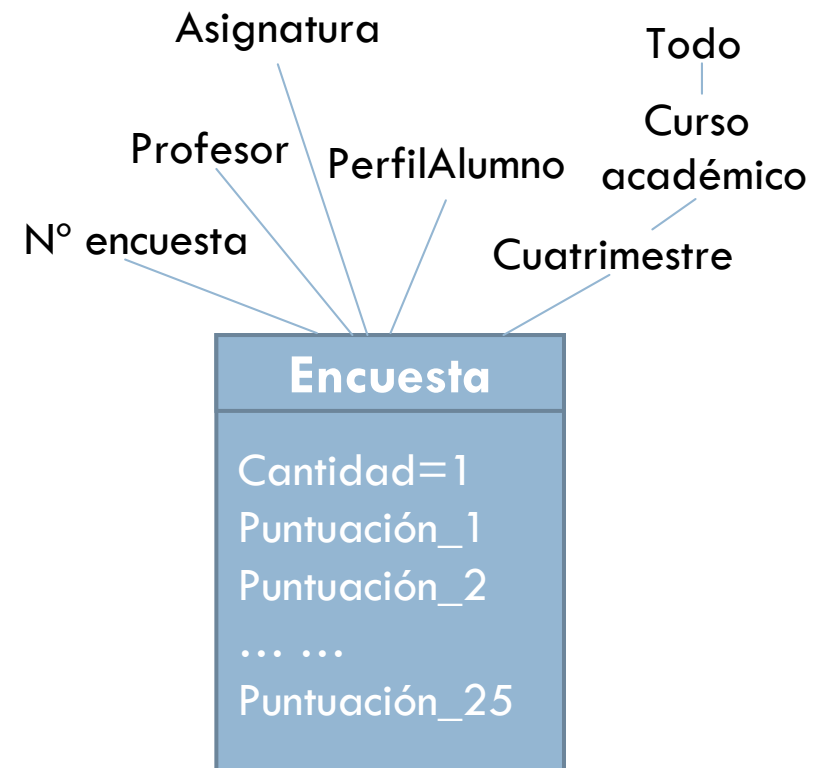 Asignatura
Todo
Profesor
PerfilAlumno
Curso
académico
Nº encuesta
Cuatrimestre
Encuesta
Cantidad=1
Puntuación_1
Puntuación_2
... ...
Puntuación_25